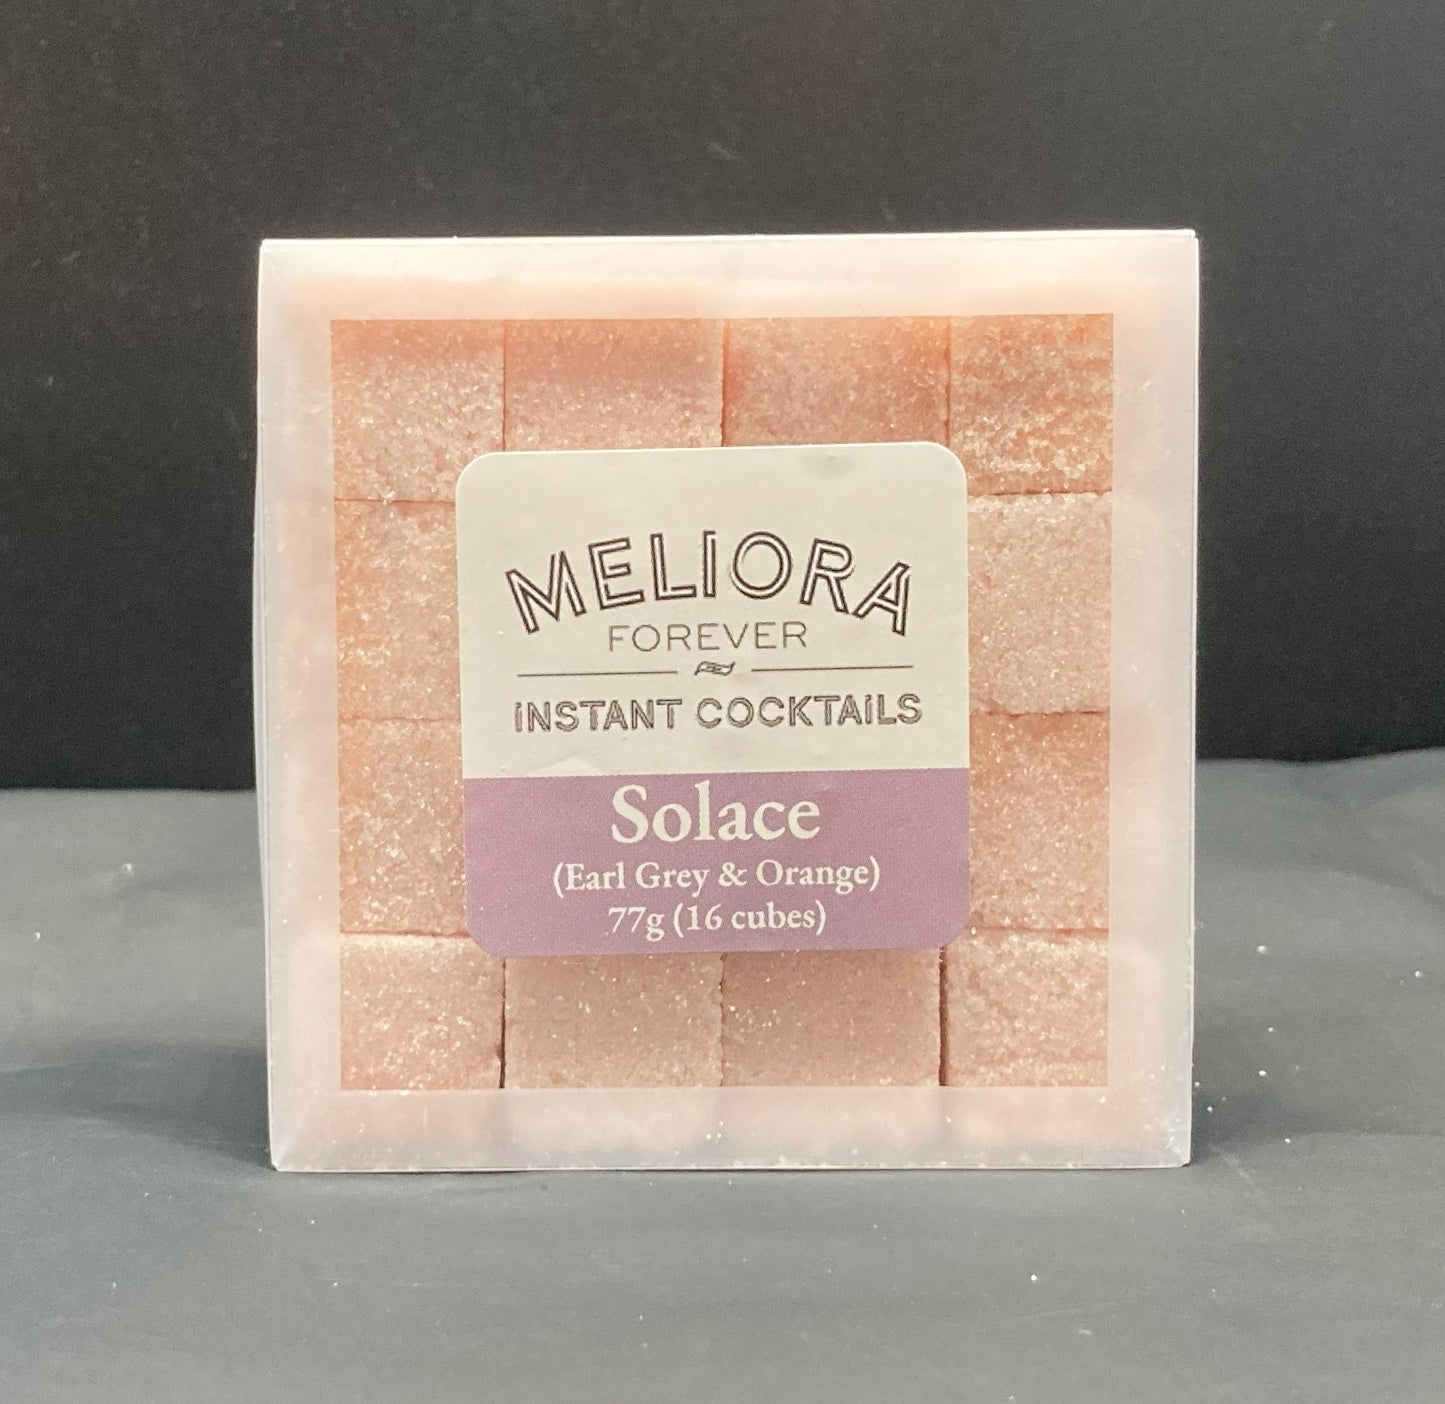 MELIORA
FOREVER
INSTANT COCKTAILS
Solace
(Earl Grey & Orange)
77g (16 cubes)